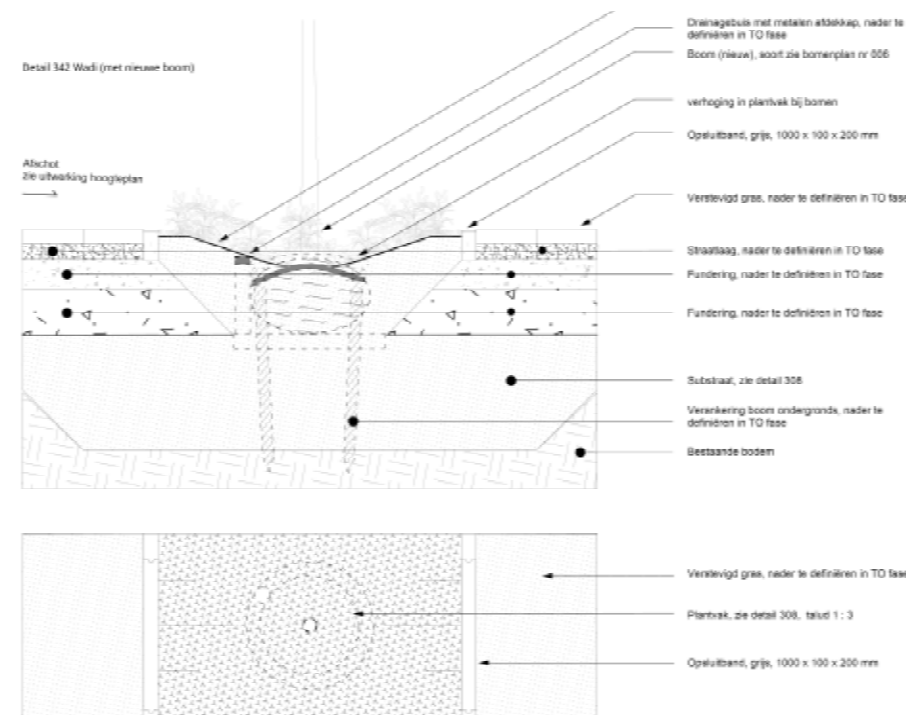 Drainagebuis met metalen afdekkap, nader te
definiëren in TO fase
Boom (nieuw), soort zie bomenplan nr 006
Detail 342 Wadi (met nieuwe boom)
verhoging in plantvak bij bomen
Opsluitband, grijs, 1000 x 100 x 200 mm
Afschot
zie uitwerking hoogteplan
Verstevigd gras, nader te definiëren in TO fase
Straatlaag, nader te definiëren in TO fase
Fundering, nader te definiëren in TO fase
Fundering, nader te definiëren in TO fase
Substraat, zie detail 308
Verankering boom ondergronds, nader te
definiëren in TO fase
Bestaande bodem
Verstevigd gras, nader te definiëren in TO fase
Plantvak, zie detail 308, talud 1 : 3
Opsluitband, grijs, 1000 x 100 x 200 mm